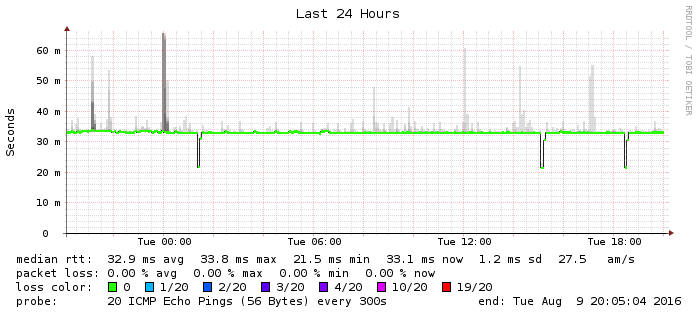 Last 24 Hours
RRDTOOL / TOBI OETIKER
Seconds
60 m
50 m
40 m
30 m
20 m
10 m
0
Tue 00:00 Tue 06:00 Tue 12:00 Tue 18:00
median rtt: 32.9 ms avg 33.8 ms max 21.5 ms min 33.1 ms now 1.2 ms sd 27.5 am/s
packet loss: 0.00 % avg 0.00 % max 0.00 % min 0.00 % now
loss color: 0 1/20 2/20 3/20 4/20 10/20 19/20
probe: 20 ICMP Echo Pings (56 Bytes) every 300s end: Tue Aug 9 20:05:04 2016